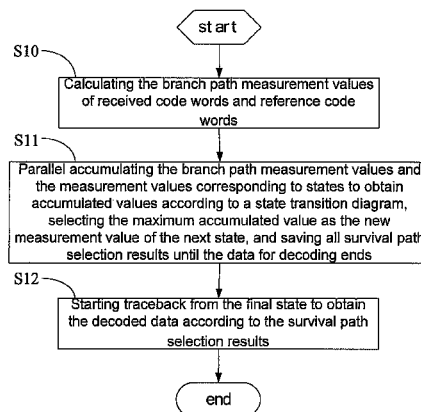 start
S10
Calculating the branch path measurement values
of received code words and reference code
words
S11
Parallel accumulating the branch path measurement values and
the measurement values corresponding to states to obtain
accumulated values according to a state transition diagram,
selecting the maximum accumulated value as the new
measurement value of the next state, and saving all survival path
selection results until the data for decoding ends
S12
Starting traceback from the final state to obtain
the decoded data according to the survival path
selection results
end